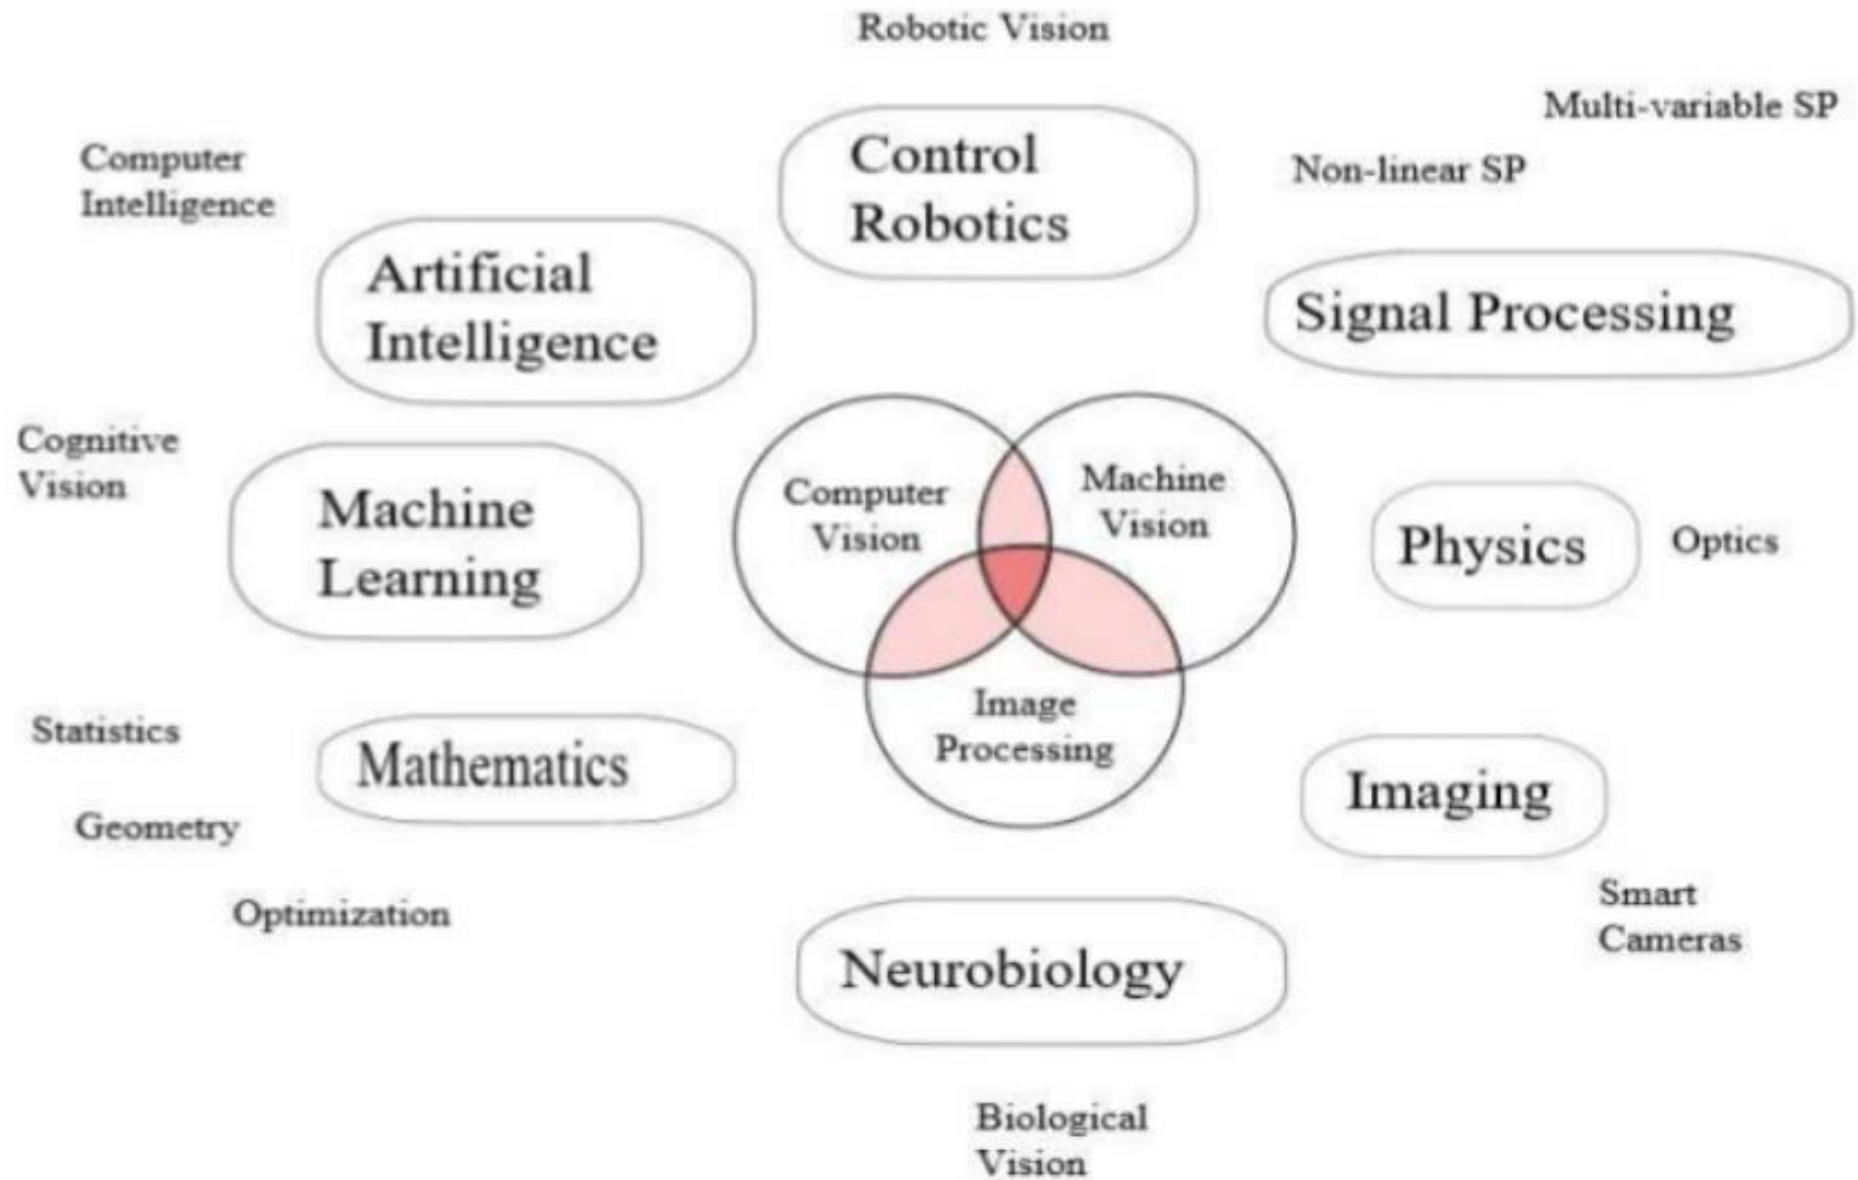 Robotic Vision
Multi-variable SP
Non-linear SP
Control
Robotics
Computer
Intelligence
Artificial
Intelligence
Signal Processing
Cognitive
Vision
Machine
Learning
Computer
Vision
Machine
Vision
Physics
Optics
Image
Processing
Statistics
Mathematics
Geometry
Optimization
Imaging
Smart
Cameras
Neurobiology
Biological
Vision